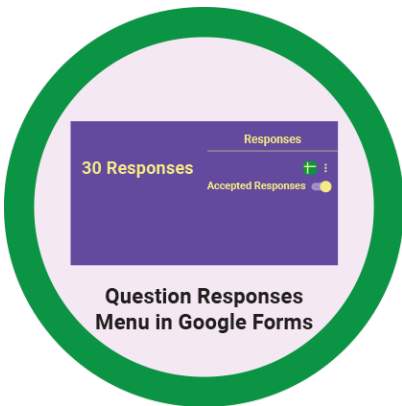 Responses
30 Responses
Accepted Responses
Question Responses
Menu in Google Forms